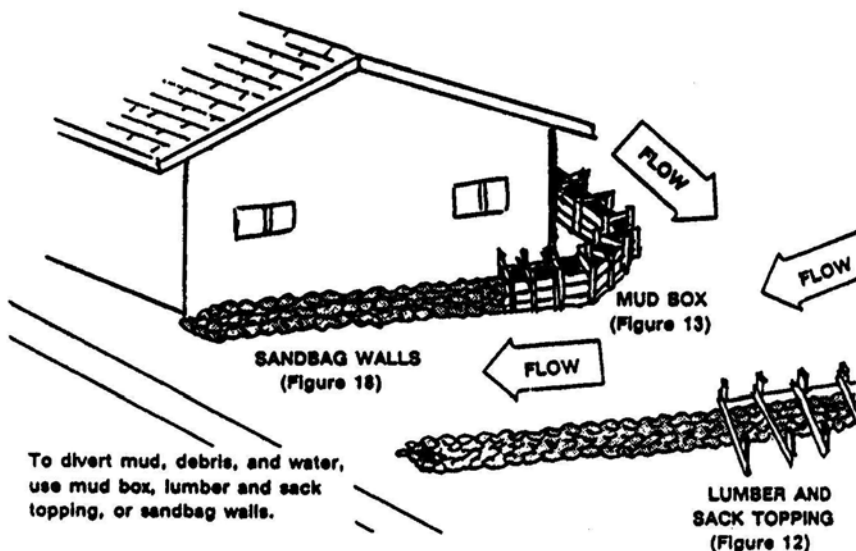 FLOW
FLOW
MUD BOX
(Figure 13)
SANDBAG WALLS
(Figure 18)
FLOW
To divert mud, debris, and water,
use mud box, lumber and sack
topping, or sandbag walls.
LUMBER AND
SACK TOPPING
(Figure 12)